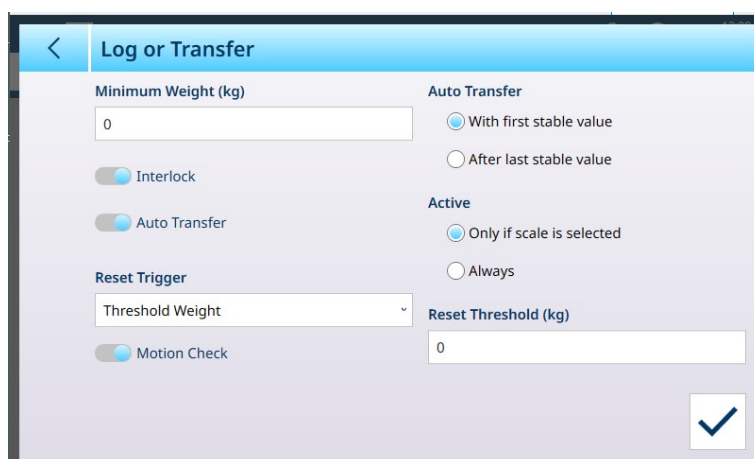 Log or Transfer
Minimum Weight (kg)
0
Interlock
Auto Transfer
Reset Trigger
Threshold Weight
Motion Check
Auto Transfer
With first stable value
After last stable value
Active
Only if scale is selected
Always
Reset Threshold (kg)
0